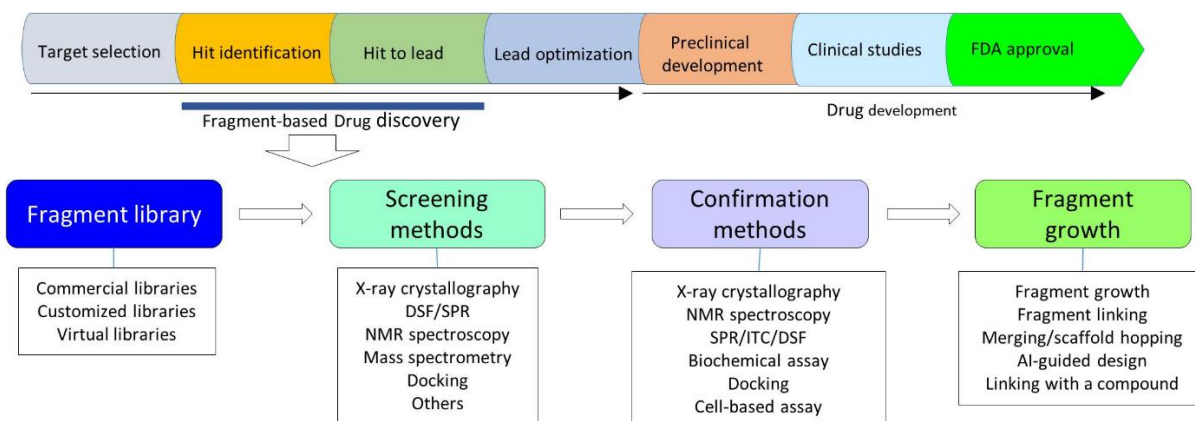 Target selection
Hit identification
Hit to lead
Lead optimization
Preclinical
development
Clinical studies
FDA approval
Fragment-based Drug discovery
Drug development
Fragment library
Screening
methods
Confirmation
methods
Fragment
growth
Commercial libraries
Customized libraries
Virtual libraries
X-ray crystallography
DSF/SPR
NMR spectroscopy
Mass spectrometry
Docking
Others
X-ray crystallography
NMR spectroscopy
SPR/ITC/DSF
Biochemical assay
Docking
Cell-based assay
Fragment growth
Fragment linking
Merging/scaffold hopping
AI-guided design
Linking with a compound